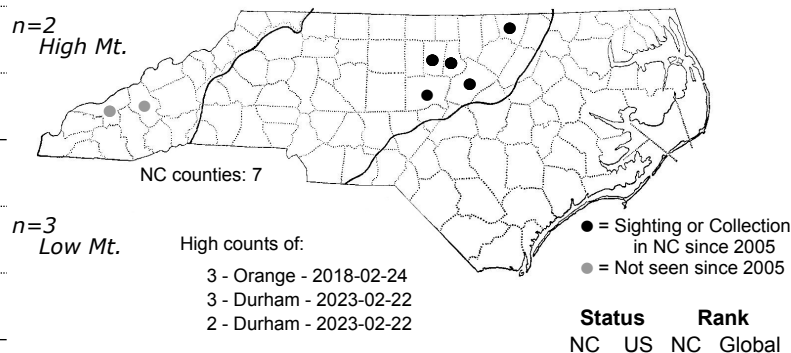 n=2
High Mt.
NC counties: 7
n=3
Low Mt.
High counts of:
3 - Orange - 2018-02-24
3 - Durham - 2023-02-22
2 - Durham - 2023-02-22
= Sighting or Collection
in NC since 2005
= Not seen since 2005
Status Rank
NC US NC Global